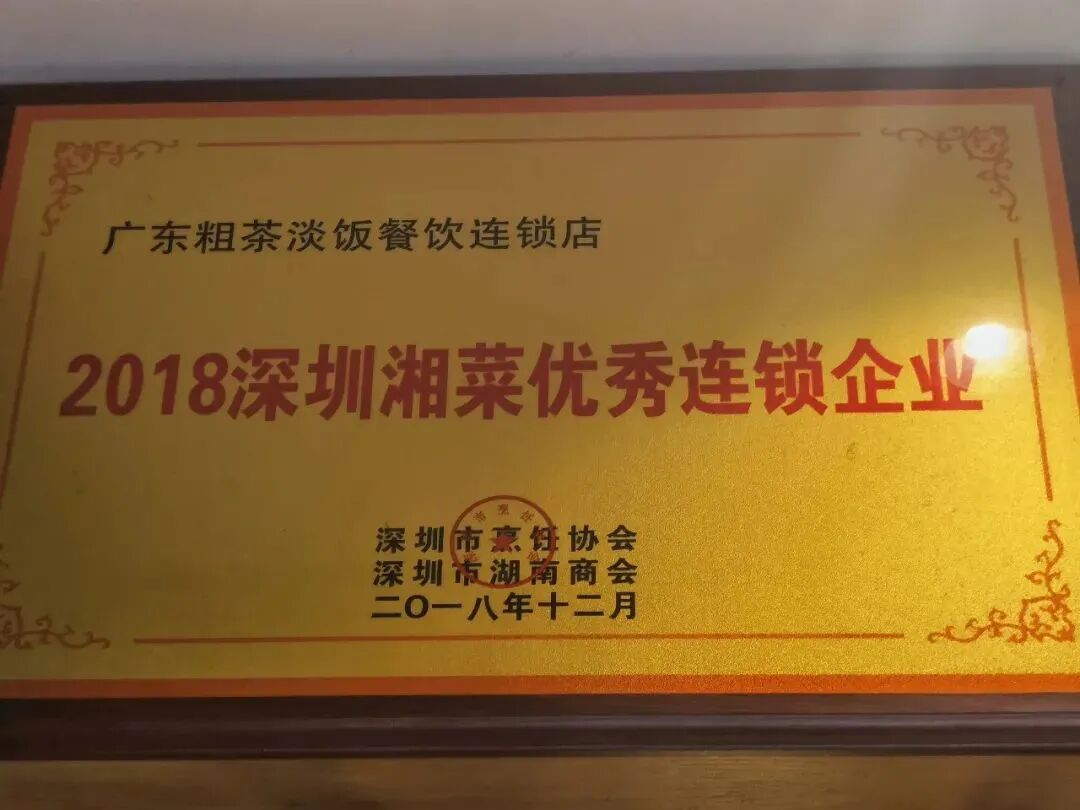 广东粗茶淡饭餐饮连锁店
2018深圳湘菜优秀连锁企业
深圳市烹饪协会
深圳市湖南商会
二〇一八年十二月